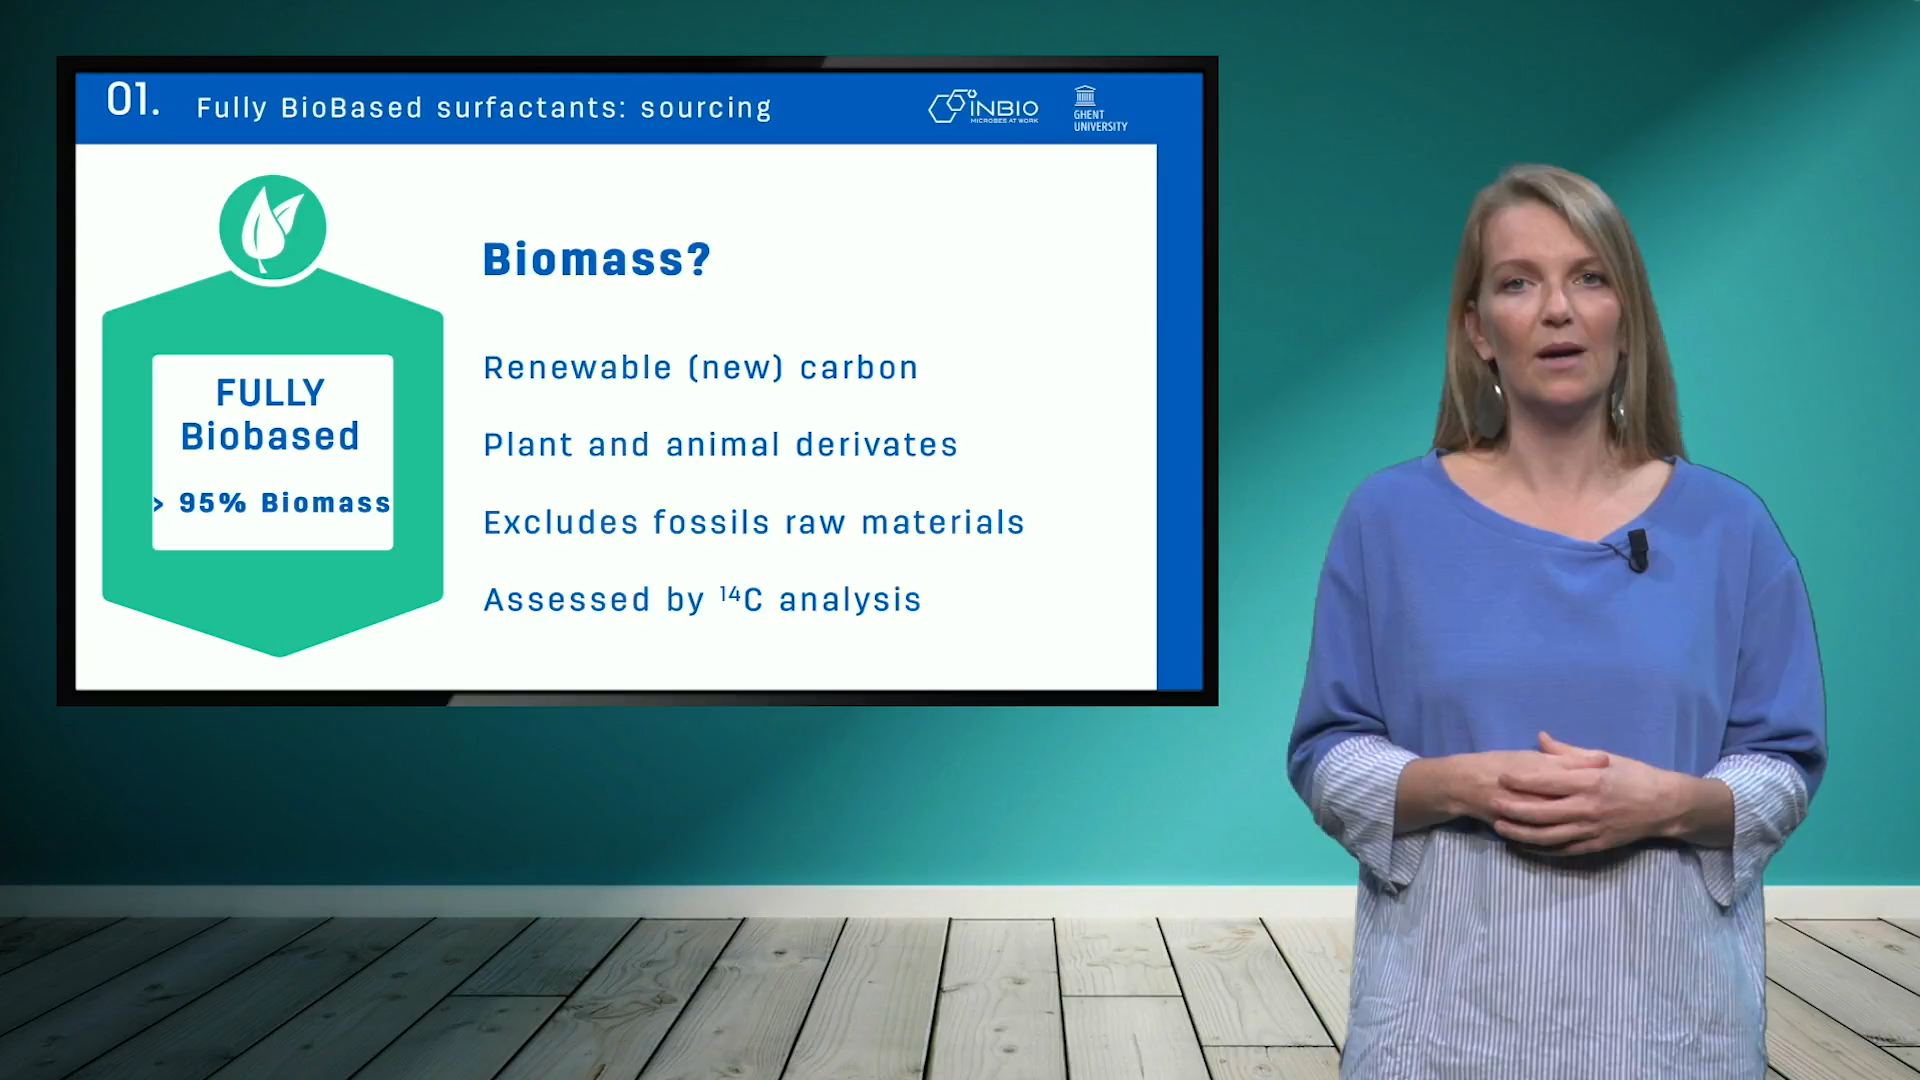 01.
Fully BioBased surfactants: sourcing
INBIO
MICROBES AT WORK
GHENT
UNIVERSITY
FULLY
Biobased
> 95% Biomass
Biomass?
Renewable (new) carbon
Plant and animal derivates
Excludes fossils raw materials
Assessed by ¹⁴C analysis